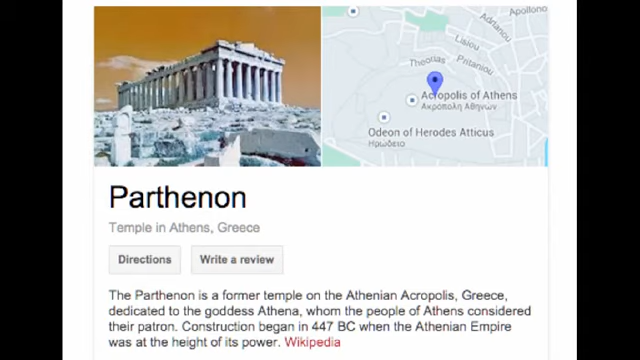 Apollono
Adrianou
Lisiou
Theorias
Pritaniou
Acropolis of Athens
Ακρόπολη Αθηνών
Odeon of Herodes Atticus
Ηρώδειο
Parthenon
Temple in Athens, Greece
Directions
Write a review
The Parthenon is a former temple on the Athenian Acropolis, Greece,
dedicated to the goddess Athena, whom the people of Athens considered
their patron. Construction began in 447 BC when the Athenian Empire
was at the height of its power. Wikipedia